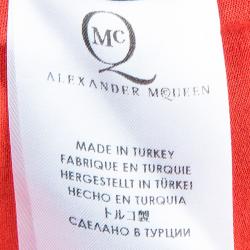 McQ
ALEXANDER MCQUEEN
MADE IN TURKEY
FABRIQUE EN TURQUIE
HERGESTELLT IN TÜRKEI
HECHO EN TURQUIA
トルコ製
СДЕЛАНО В ТУРЦИИ